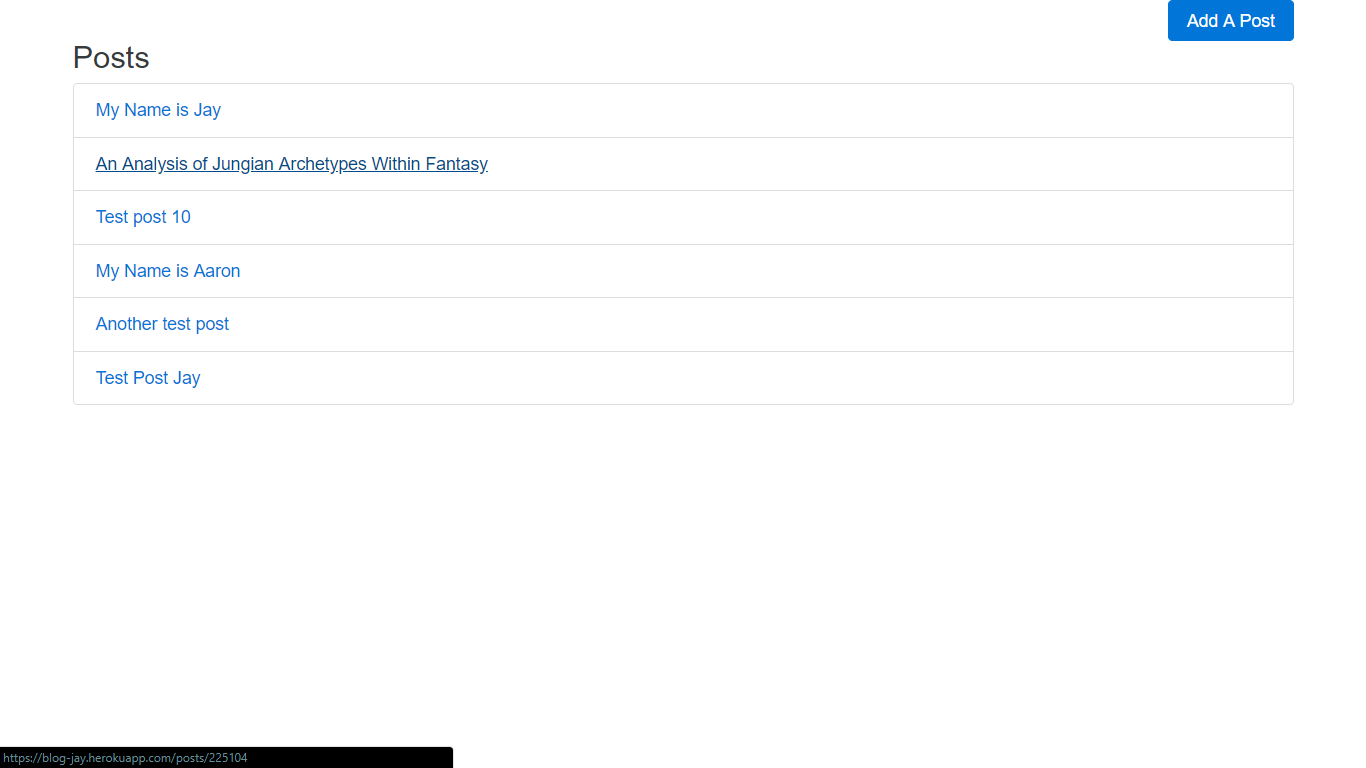 Add A Post
Posts
My Name is Jay
An Analysis of Jungian Archetypes Within Fantasy
Test post 10
My Name is Aaron
Another test post
Test Post Jay
https://blog-jay.herokuapp.com/posts/225104